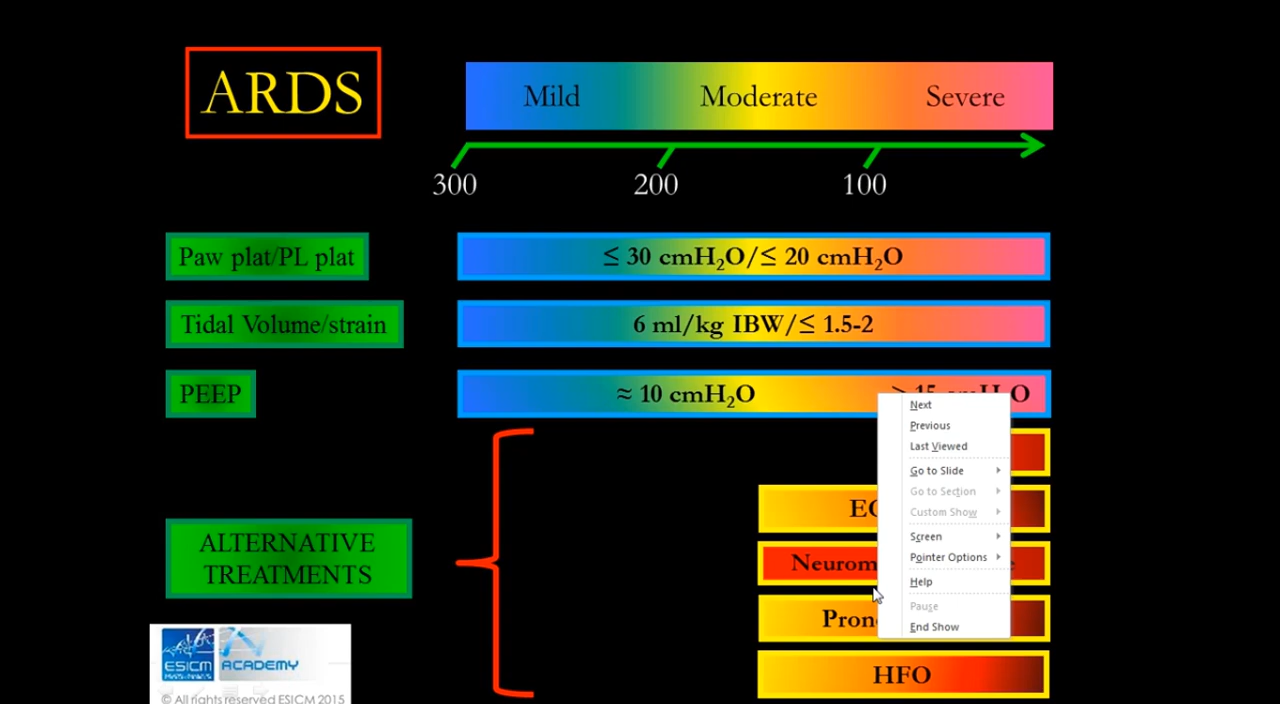 ARDS
Mild Moderate Severe
300 200 100
Paw plat/PL plat
≤ 30 cmH₂O/≤ 20 cmH₂O
Tidal Volume/strain
6 ml/kg IBW/≤ 1.5-2
PEEP
≈ 10 cmH₂O
Next
Previous
Last Viewed
Go to Slide
Go to Section
Custom Show
Screen
Pointer Options
Help
Pause
End Show
ALTERNATIVE
TREATMENTS
HFO
ESICM ACADEMY
© All rights reserved ESICM 2015